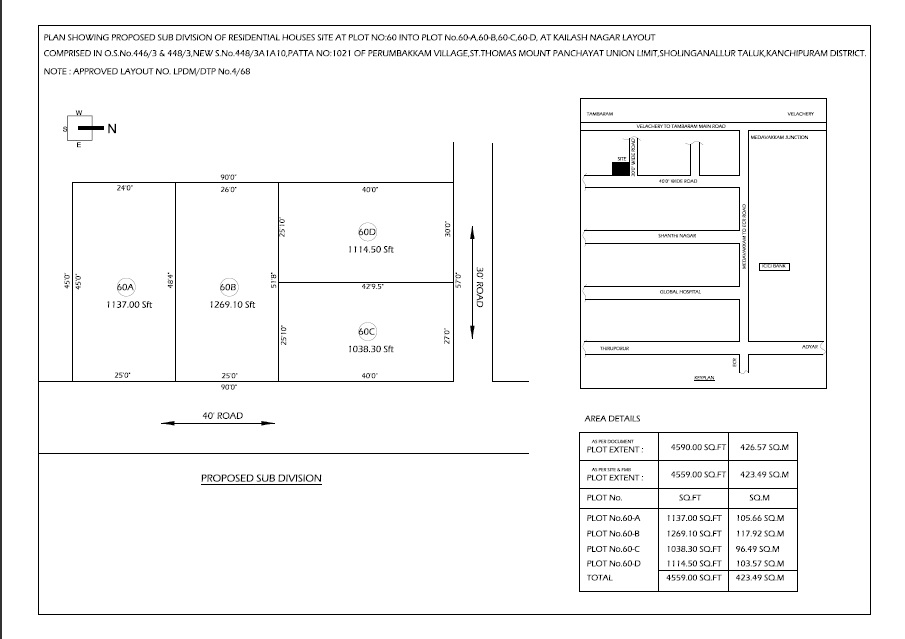 PLAN SHOWING PROPOSED SUB DIVISION OF RESIDENTIAL HOUSES SITE AT PLOT NO:60 INTO PLOT No.60-A,60-B,60-C,60-D, AT KAILASH NAGAR LAYOUT
COMPRISED IN O.S.No.446/3 & 448/3,NEW S.No.448/3A1A10,PATTA NO:1021 OF PERUMBAKKAM VILLAGE,ST.THOMAS MOUNT PANCHAYAT UNION LIMIT,SHOLINGANALLUR TALUK,KANCHIPURAM DISTRICT.
NOTE : APPROVED LAYOUT NO. LPDM/DTP No.4/68
W
S
N
E
90'0"
24'0"
26'0"
40'0"
45'0'
45'0"
48'4"
51'8"
25'10'
25'10"
30'0"
57'0"
27'0"
30' ROAD
60D
1114.50 Sft
60A
1137.00 Sft
60B
1269.10 Sft
42'9.5"
60C
1038.30 Sft
25'0"
25'0"
40'0"
90'0"
40' ROAD
PROPOSED SUB DIVISION
TAMBARAM
VELACHERY
VELACHERY TO TAMBARAM MAIN ROAD
MEDAVAKKAM JUNCTION
SITE
30'0" WIDE ROAD
40'0' WIDE ROAD
SHANTHI NAGAR
MEDAVAKKAM TO ECR ROAD
ICICI BANK
GLOBAL HOSPITAL
THIRUPORUR
ADYAR
ECR
KEYPLAN
AREA DETAILS
AS PER DOCUMENT
PLOT EXTENT : 4590.00 SQ.FT 426.57 SQ.M
AS PER SITE & FMB
PLOT EXTENT : 4559.00 SQ.FT 423.49 SQ.M
PLOT No. SQ.FT SQ.M
PLOT No.60-A 1137.00 SQ.FT 105.66 SQ.M
PLOT No.60-B 1269.10 SQ.FT 117.92 SQ.M
PLOT No.60-C 1038.30 SQ.FT 96.49 SQ.M
PLOT No.60-D 1114.50 SQ.FT 103.57 SQ.M
TOTAL 4559.00 SQ.FT 423.49 SQ.M